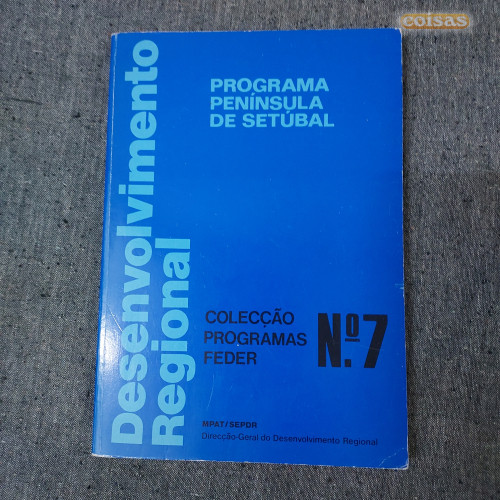 coisas
Desenvolvimento
Regional
PROGRAMA
PENÍNSULA
DE SETÚBAL
COLECÇÃO
PROGRAMAS
FEDER
Nº.7
MPAT/SEPDR
Direcção-Geral do Desenvolvimento Regional